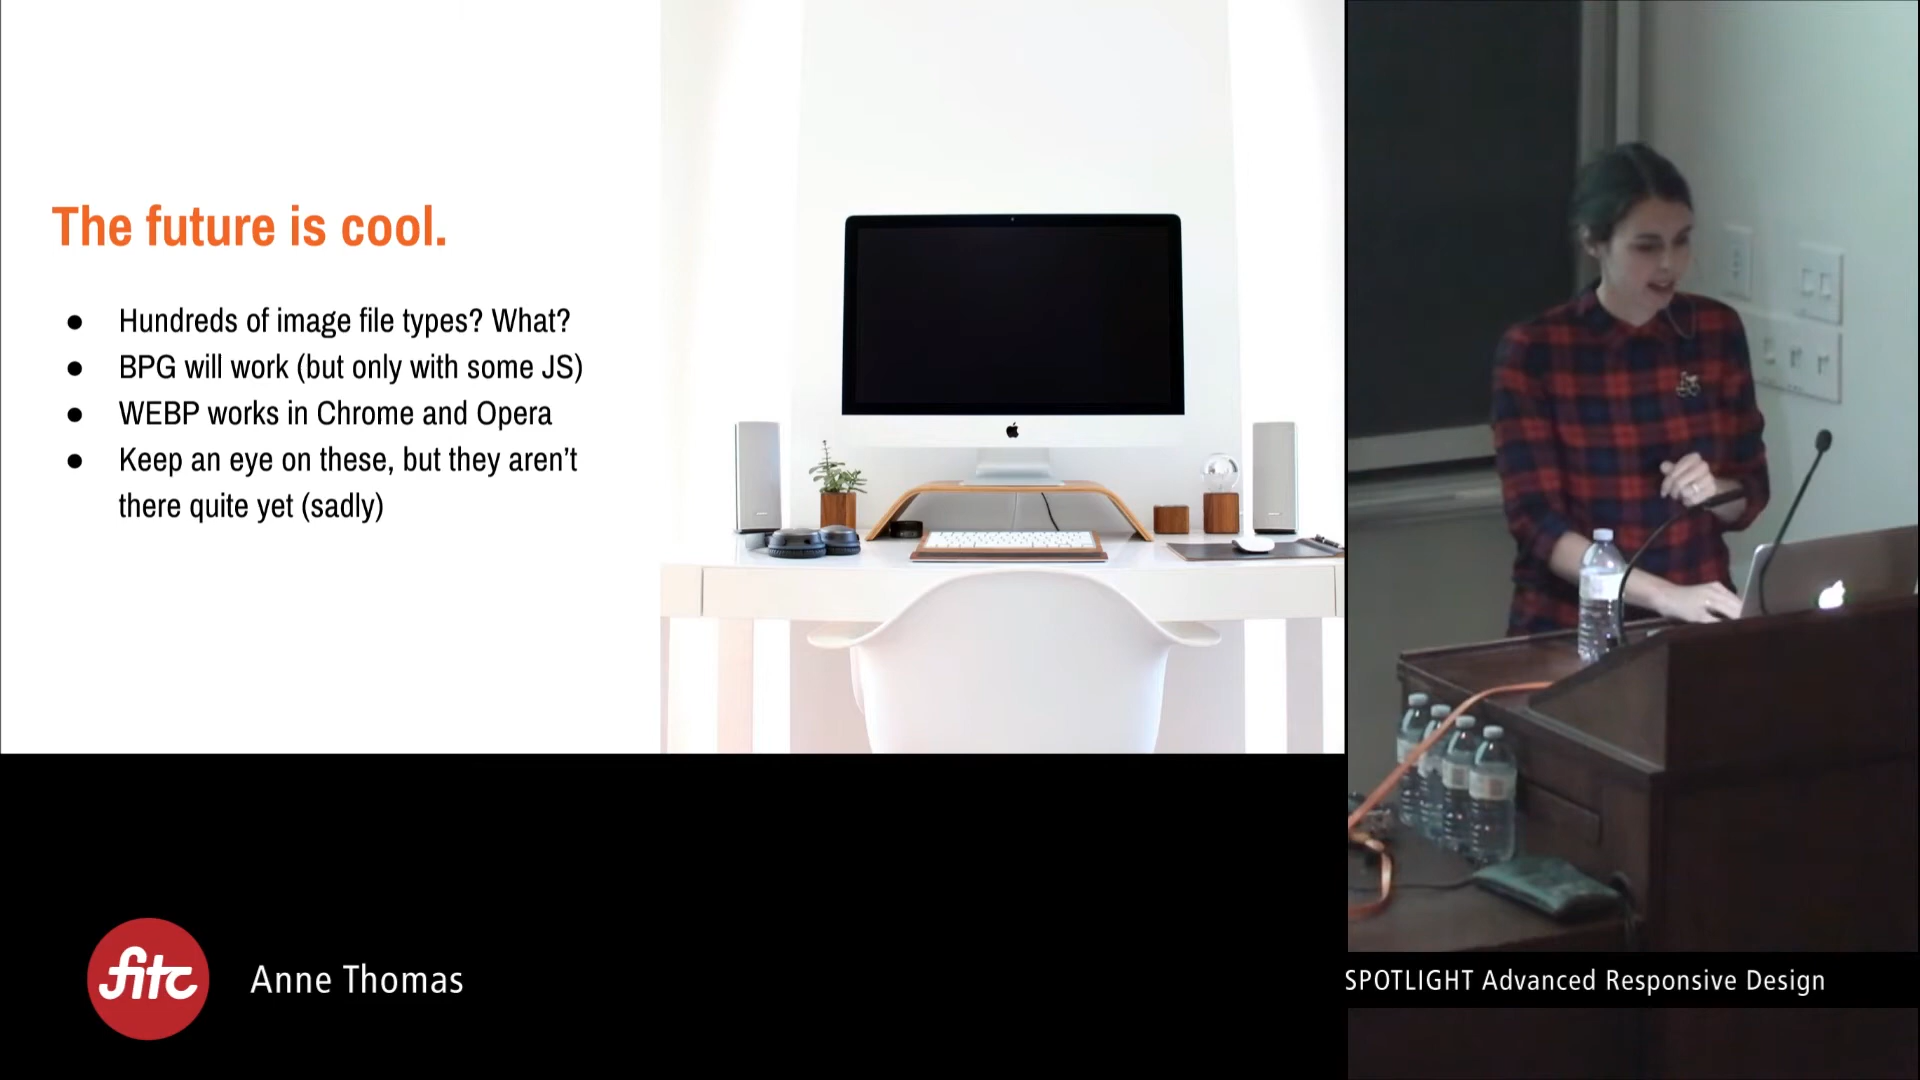 The future is cool.
● Hundreds of image file types? What?
● BPG will work (but only with some JS)
● WEBP works in Chrome and Opera
● Keep an eye on these, but they aren’t
there quite yet (sadly)
fitc
Anne Thomas
SPOTLIGHT Advanced Responsive Design